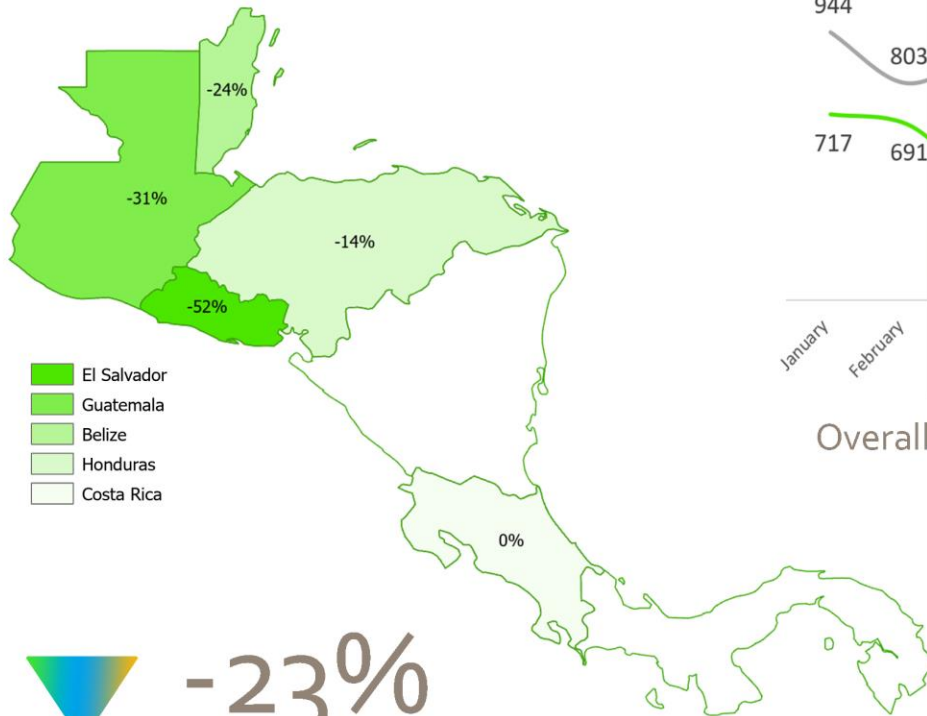 -24%
-31%
-14%
-52%
0%
El Salvador
Guatemala
Belize
Honduras
Costa Rica
-23%
944
803
717
691
January
February
Overall